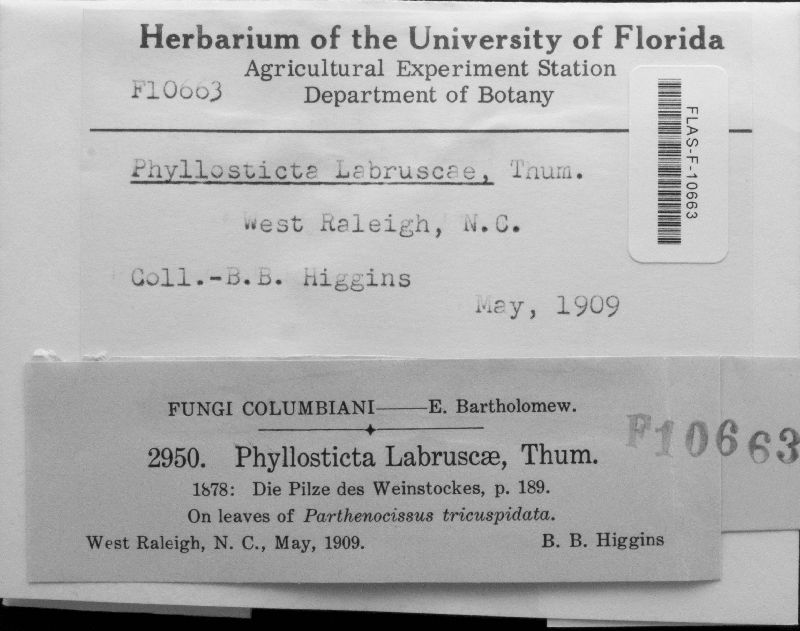 Herbarium of the University of Florida
Agricultural Experiment Station
F10663
Department of Botany
FLAS-F-10663
Phyllosticta Labruscae, Thum.
West Raleigh, N.C.
Coll.-B.B. Higgins
May, 1909
FUNGI COLUMBIANI——E. Bartholomew.
2950. Phyllosticta Labruscæ, Thum.
F10663
1878: Die Pilze des Weinstockes, p. 189.
On leaves of Parthenocissus tricuspidata.
West Raleigh, N. C., May, 1909. B. B. Higgins